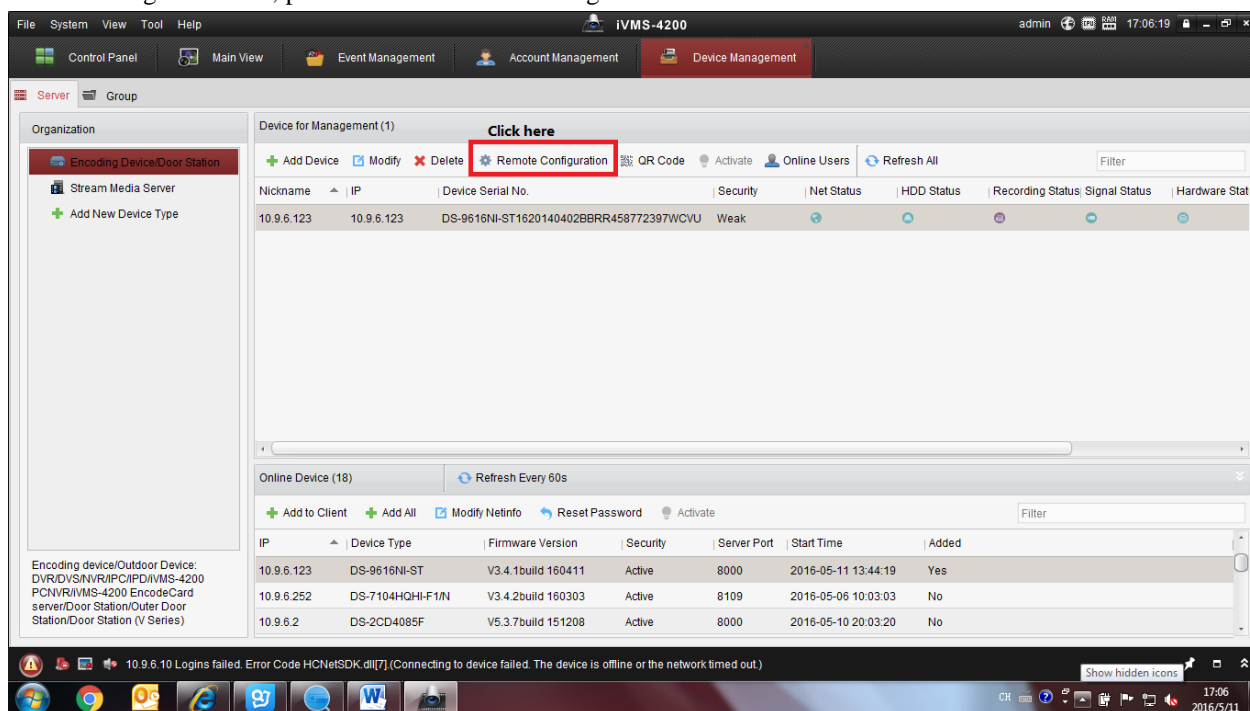 File System View Tool Help iVMS-4200 admin 17:06:19
Control Panel Main View Event Management Account Management Device Management
Server Group
Organization Device for Management (1) Click here
Encoding Device/Door Station Add Device Modify Delete Remote Configuration QR Code Activate Online Users Refresh All Filter
Stream Media Server Nickname IP Device Serial No. Security Net Status HDD Status Recording Status Signal Status Hardware Stat
Add New Device Type 10.9.6.123 10.9.6.123 DS-9616NI-ST1620140402BBRR458772397WCVU Weak
Online Device (18) Refresh Every 60s
Add to Client Add All Modify Netinfo Reset Password Activate Filter
IP Device Type Firmware Version Security Server Port Start Time Added
10.9.6.123 DS-9616NI-ST V3.4.1build 160411 Active 8000 2016-05-11 13:44:19 Yes
10.9.6.252 DS-7104HQHI-F1/N V3.4.2build 160303 Active 8109 2016-05-06 10:03:03 No
10.9.6.2 DS-2CD4085F V5.3.7build 151208 Active 8000 2016-05-10 20:03:20 No
Encoding device/Outdoor Device:
DVR/DVS/NVR/IPC/IPD/iVMS-4200
PCNVR/iVMS-4200 EncodeCard
server/Door Station/Outer Door
Station/Door Station (V Series)
10.9.6.10 Logins failed. Error Code HCNetSDK.dll[7].(Connecting to device failed. The device is offline or the network timed out.)
Show hidden icons
CH 17:06
2016/5/11